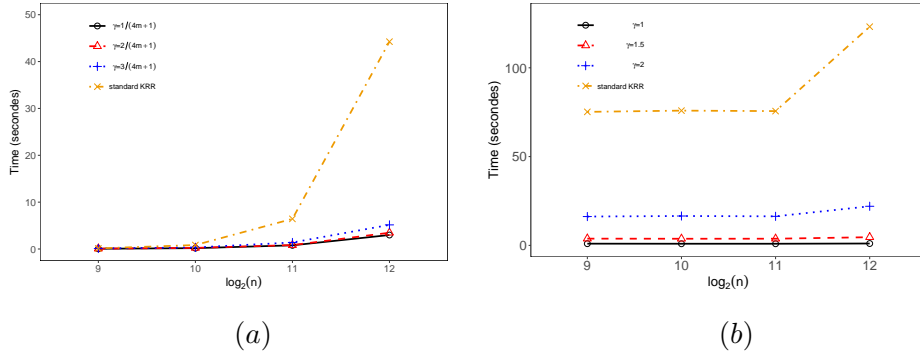 50
40
30
20
10
0
Time (secondes)
γ=1/(4m+1)
γ=2/(4m+1)
γ=3/(4m+1)
standard KRR
9 10 11 12
log₂(n)
(a)
100
50
0
Time (secondes)
γ=1
γ=1.5
γ=2
standard KRR
9 10 11 12
log₂(n)
(b)